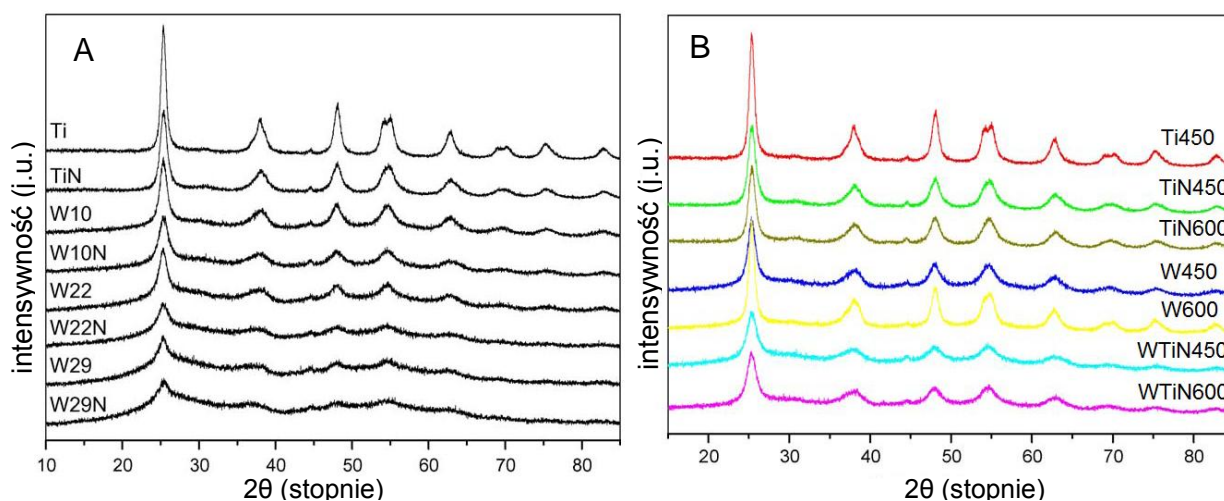 A
Ti
TiN
W10
W10N
W22
W22N
W29
W29N
intensywność (j.u.)
10 20 30 40 50 60 70 80
2θ (stopnie)
B
Ti450
TiN450
TiN600
W450
W600
WTiN450
WTiN600
intensywność (j.u.)
20 30 40 50 60 70 80
2θ (stopnie)